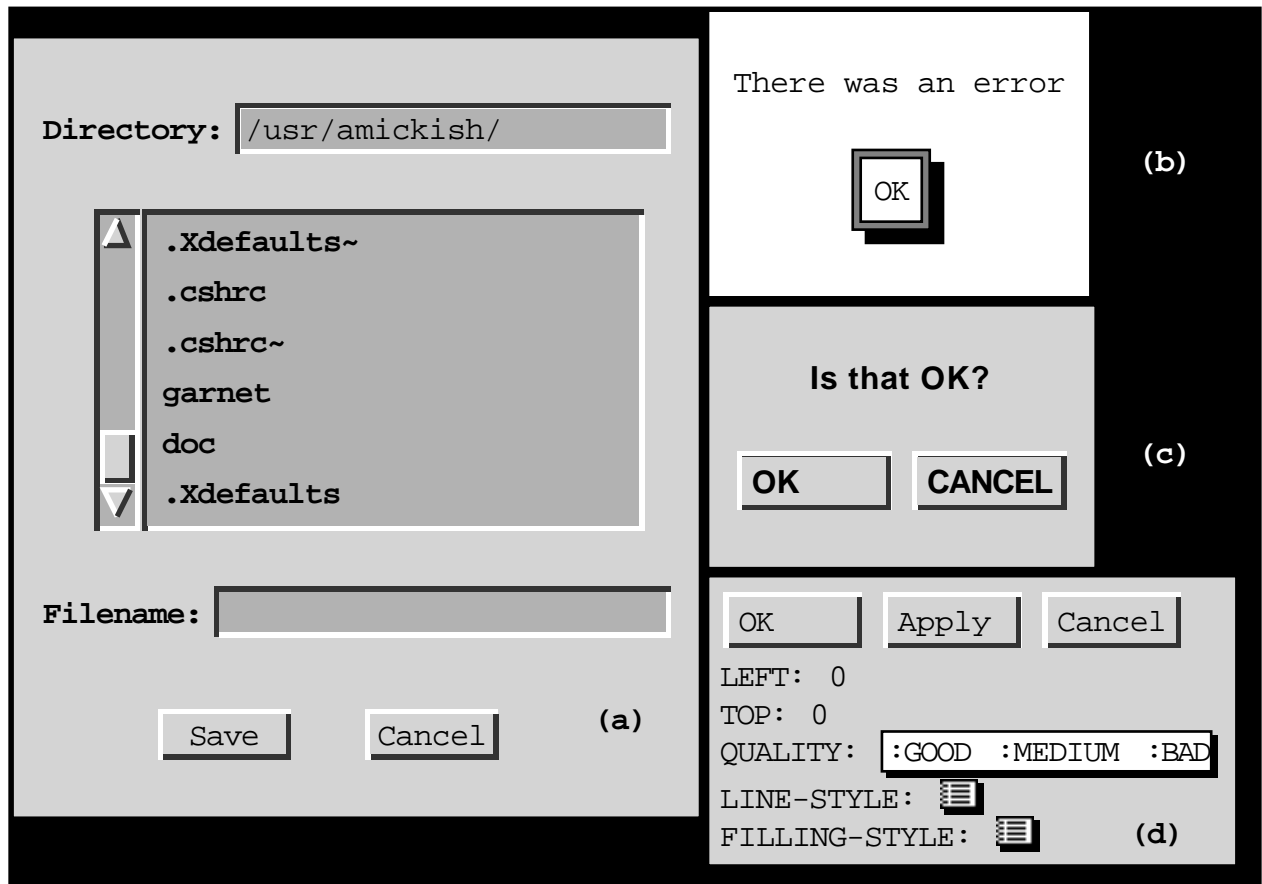 Directory: /usr/amickish/
.Xdefaults~
.cshrc
.cshrc~
garnet
doc
.Xdefaults
Filename:
Save Cancel (a)
There was an error
OK
(b)
Is that OK?
OK CANCEL
(c)
OK Apply Cancel
LEFT: 0
TOP: 0
QUALITY: :GOOD :MEDIUM :BAD
LINE-STYLE:
FILLING-STYLE:
(d)